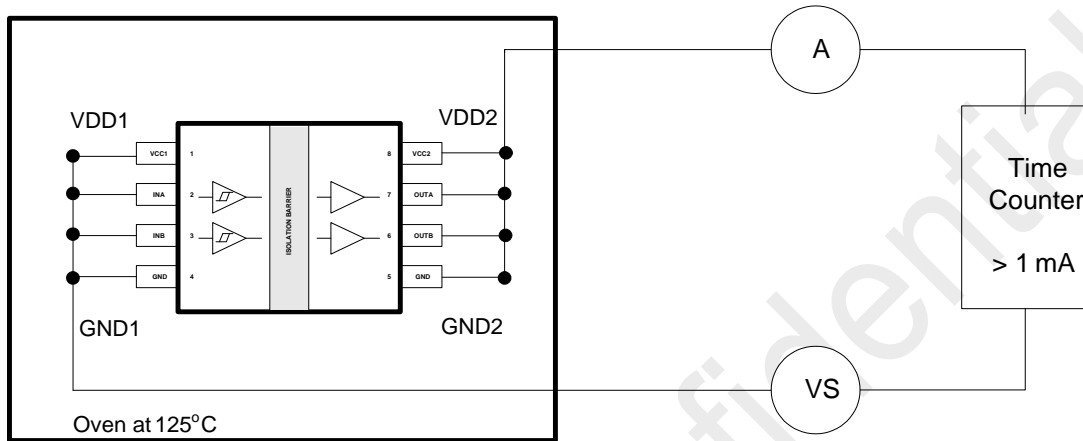 A
VDD1
VDD2
VCC1 1
8 VCC2
INA 2
7 OUTA
INB 3
6 OUTB
GND 4
5 GND
ISOLATION BARRIER
GND1
GND2
Time
Counter
> 1 mA
VS
Oven at 125°C